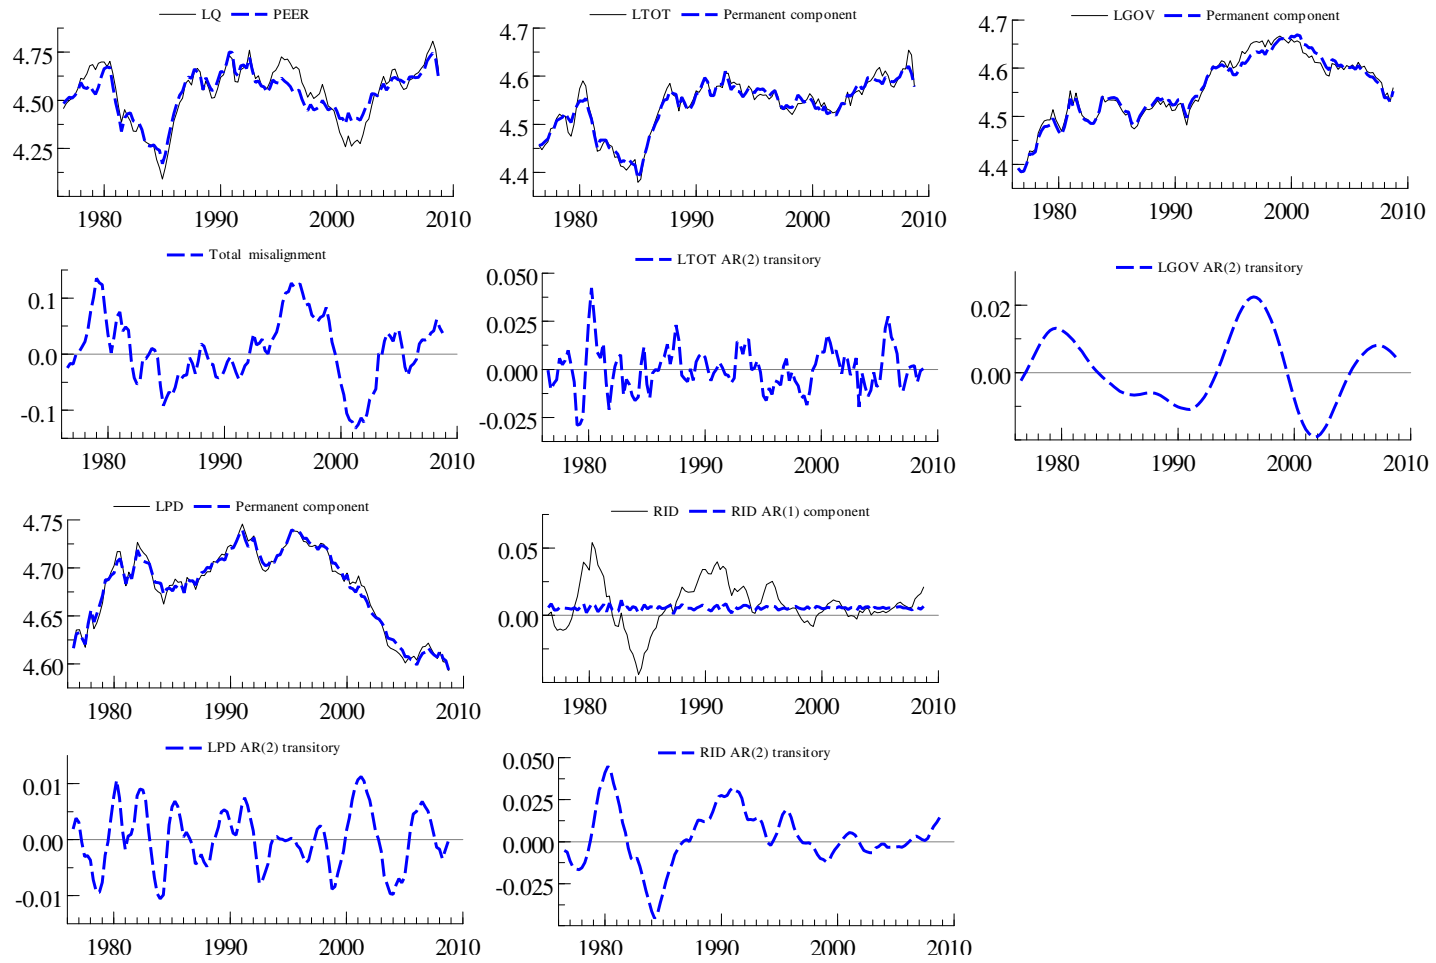 LQ PEER
4.75
4.50
4.25
1980 1990 2000 2010
LTOT Permanent component
4.7
4.6
4.5
4.4
1980 1990 2000 2010
LGOV Permanent component
4.7
4.6
4.5
4.4
1980 1990 2000 2010
Total misalignment
0.1
0.0
-0.1
1980 1990 2000 2010
LTOT AR(2) transitory
0.050
0.025
0.000
-0.025
1980 1990 2000 2010
LGOV AR(2) transitory
0.02
0.00
1980 1990 2000 2010
LPD Permanent component
4.75
4.70
4.65
4.60
1980 1990 2000 2010
RID RID AR(1) component
0.05
0.00
1980 1990 2000 2010
LPD AR(2) transitory
0.01
0.00
-0.01
1980 1990 2000 2010
RID AR(2) transitory
0.050
0.025
0.000
-0.025
1980 1990 2000 2010